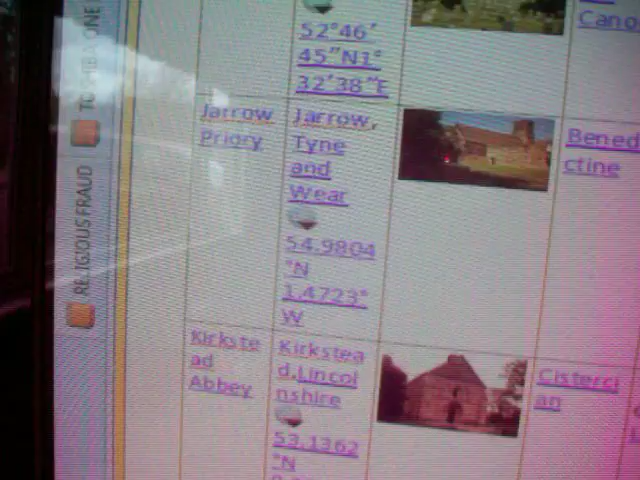 52°46′
45″N1°
32′38″E
Cano
Jarrow
Priory
Jarrow,
Tyne
and
Wear
54.9804
°N
1.4723°
W
Bened
ctine
Kirkste
ad
Abbey
Kirkstea
d,Lincol
nshire
53.1362
°N
Cisterci
an
RELIGIOUS FRAUD